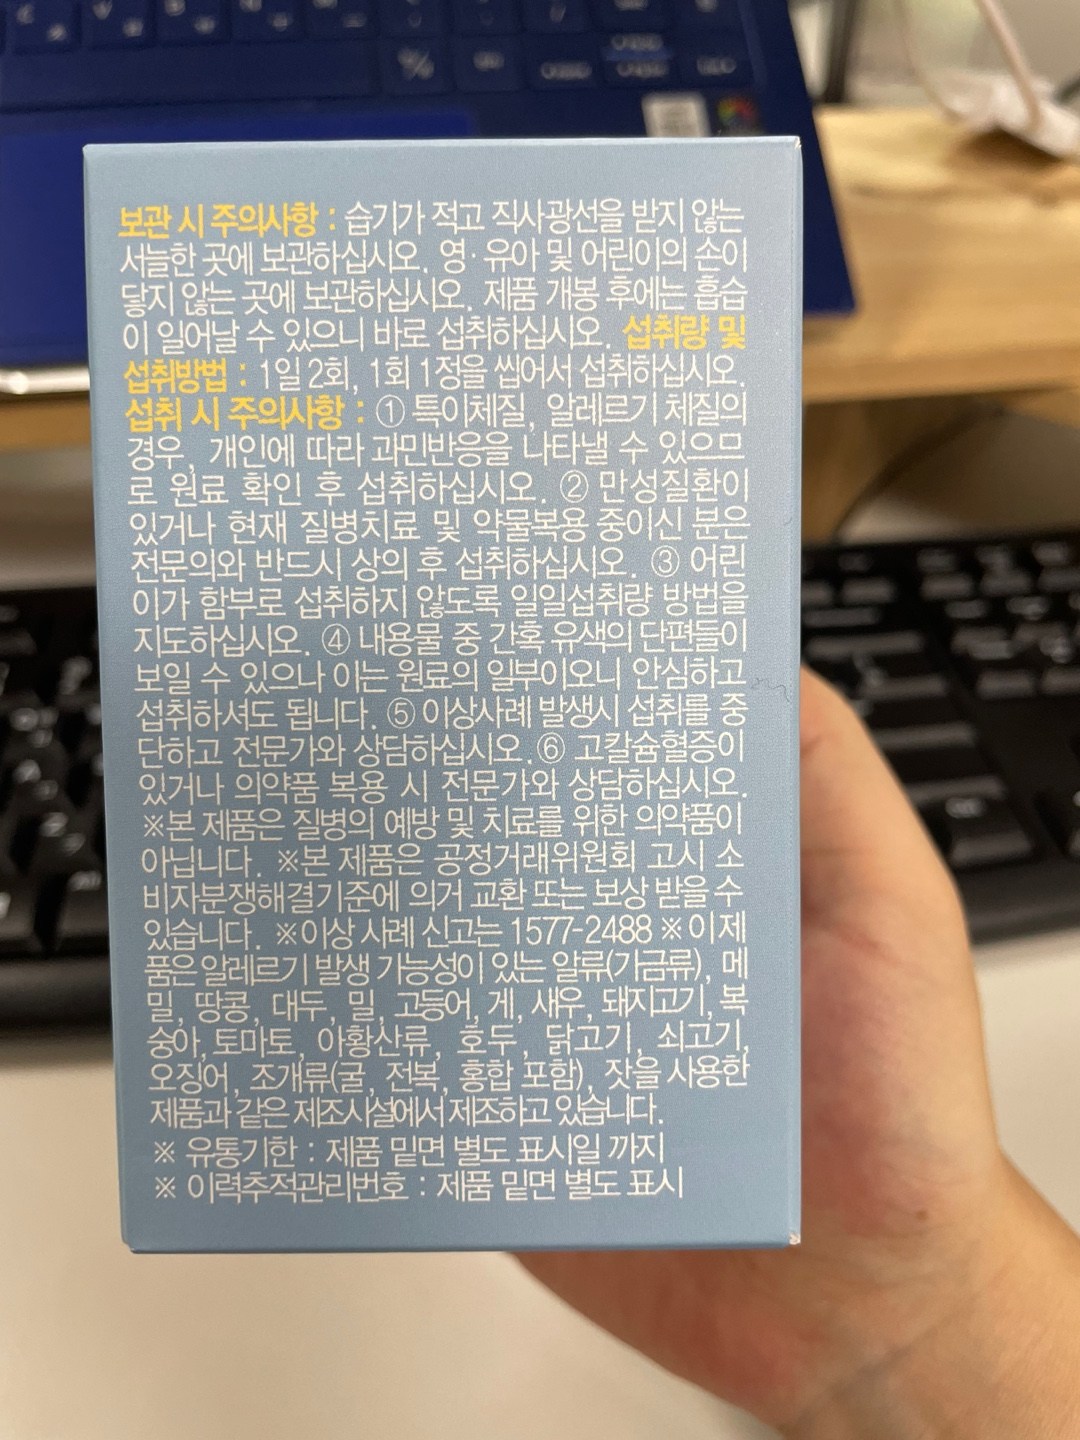 보관 시 주의사항 : 습기가 적고 직사광선을 받지 않는
서늘한 곳에 보관하십시오. 영·유아 및 어린이의 손이
닿지 않는 곳에 보관하십시오. 제품 개봉 후에는 흡습
이 일어날 수 있으니 바로 섭취하십시오. 섭취량 및
섭취방법 : 1일 2회, 1회 1정을 씹어서 섭취하십시오.
섭취 시 주의사항 : ① 특이체질, 알레르기 체질의
경우, 개인에 따라 과민반응을 나타낼 수 있으므
로 원료 확인 후 섭취하십시오. ② 만성질환이
있거나 현재 질병치료 및 약물복용 중이신 분은
전문의와 반드시 상의 후 섭취하십시오. ③ 어린
이가 함부로 섭취하지 않도록 일일섭취량 방법을
지도하십시오. ④ 내용물 중 간혹 유색의 단편들이
보일 수 있으나 이는 원료의 일부이오니 안심하고
섭취하셔도 됩니다. ⑤ 이상사례 발생시 섭취를 중
단하고 전문가와 상담하십시오. ⑥ 고칼슘혈증이
있거나 의약품 복용 시 전문가와 상담하십시오.
※본 제품은 질병의 예방 및 치료를 위한 의약품이
아닙니다. ※본 제품은 공정거래위원회 고시 소
비자분쟁해결기준에 의거 교환 또는 보상 받을 수
있습니다. ※이상 사례 신고는 1577-2488 ※이 제
품은 알레르기 발생 가능성이 있는 알류(가금류), 메
밀, 땅콩, 대두, 밀, 고등어, 게, 새우, 돼지고기, 복
숭아, 토마토, 아황산류, 호두, 닭고기, 쇠고기,
오징어, 조개류(굴, 전복, 홍합 포함), 잣을 사용한
제품과 같은 제조시설에서 제조하고 있습니다.
※ 유통기한 : 제품 밑면 별도 표시일 까지
※ 이력추적관리번호 : 제품 밑면 별도 표시